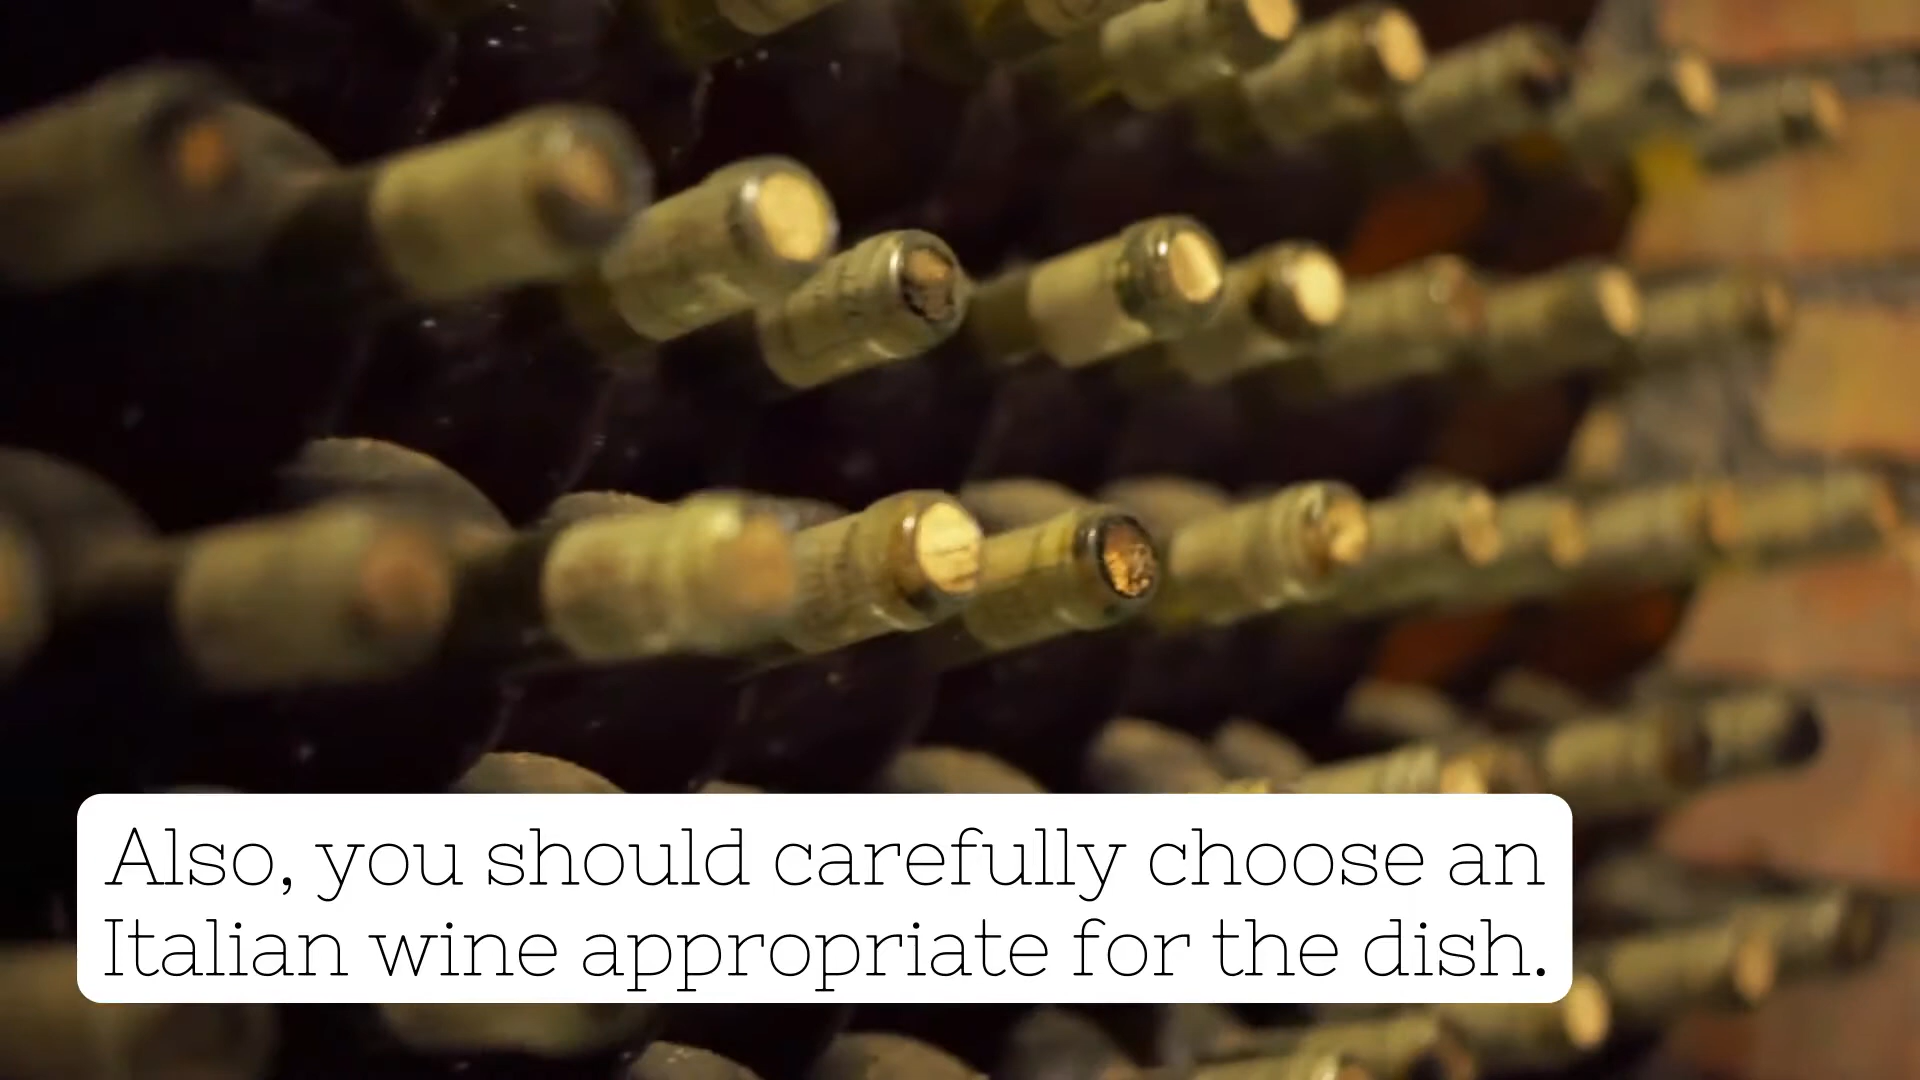 Also, you should carefully choose an
Italian wine appropriate for the dish.